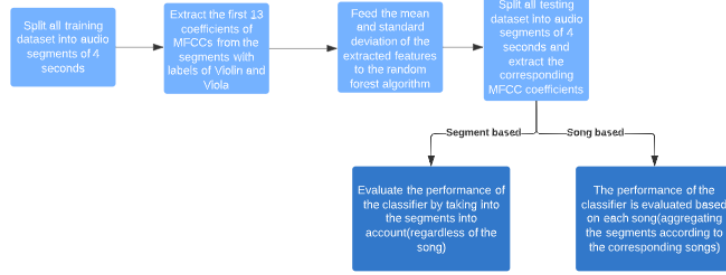 Split all training
dataset into audio
segments of 4
seconds
Extract the first 13
coefficients of
MFCCs from the
segments with
labels of Violin and
Viola
Feed the mean
and standard
deviation of the
extracted features
to the random
forest algorithm
Split all testing
dataset into audio
segments of 4
seconds and
extract the
corresponding
MFCC coefficients
Segment based
Song based
Evaluate the performance of
the classifier by taking into
the segments into
account(regardless of the
song)
The performance of the
classifier is evaluated based
on each song(aggregating
the segments according to
the corresponding songs)